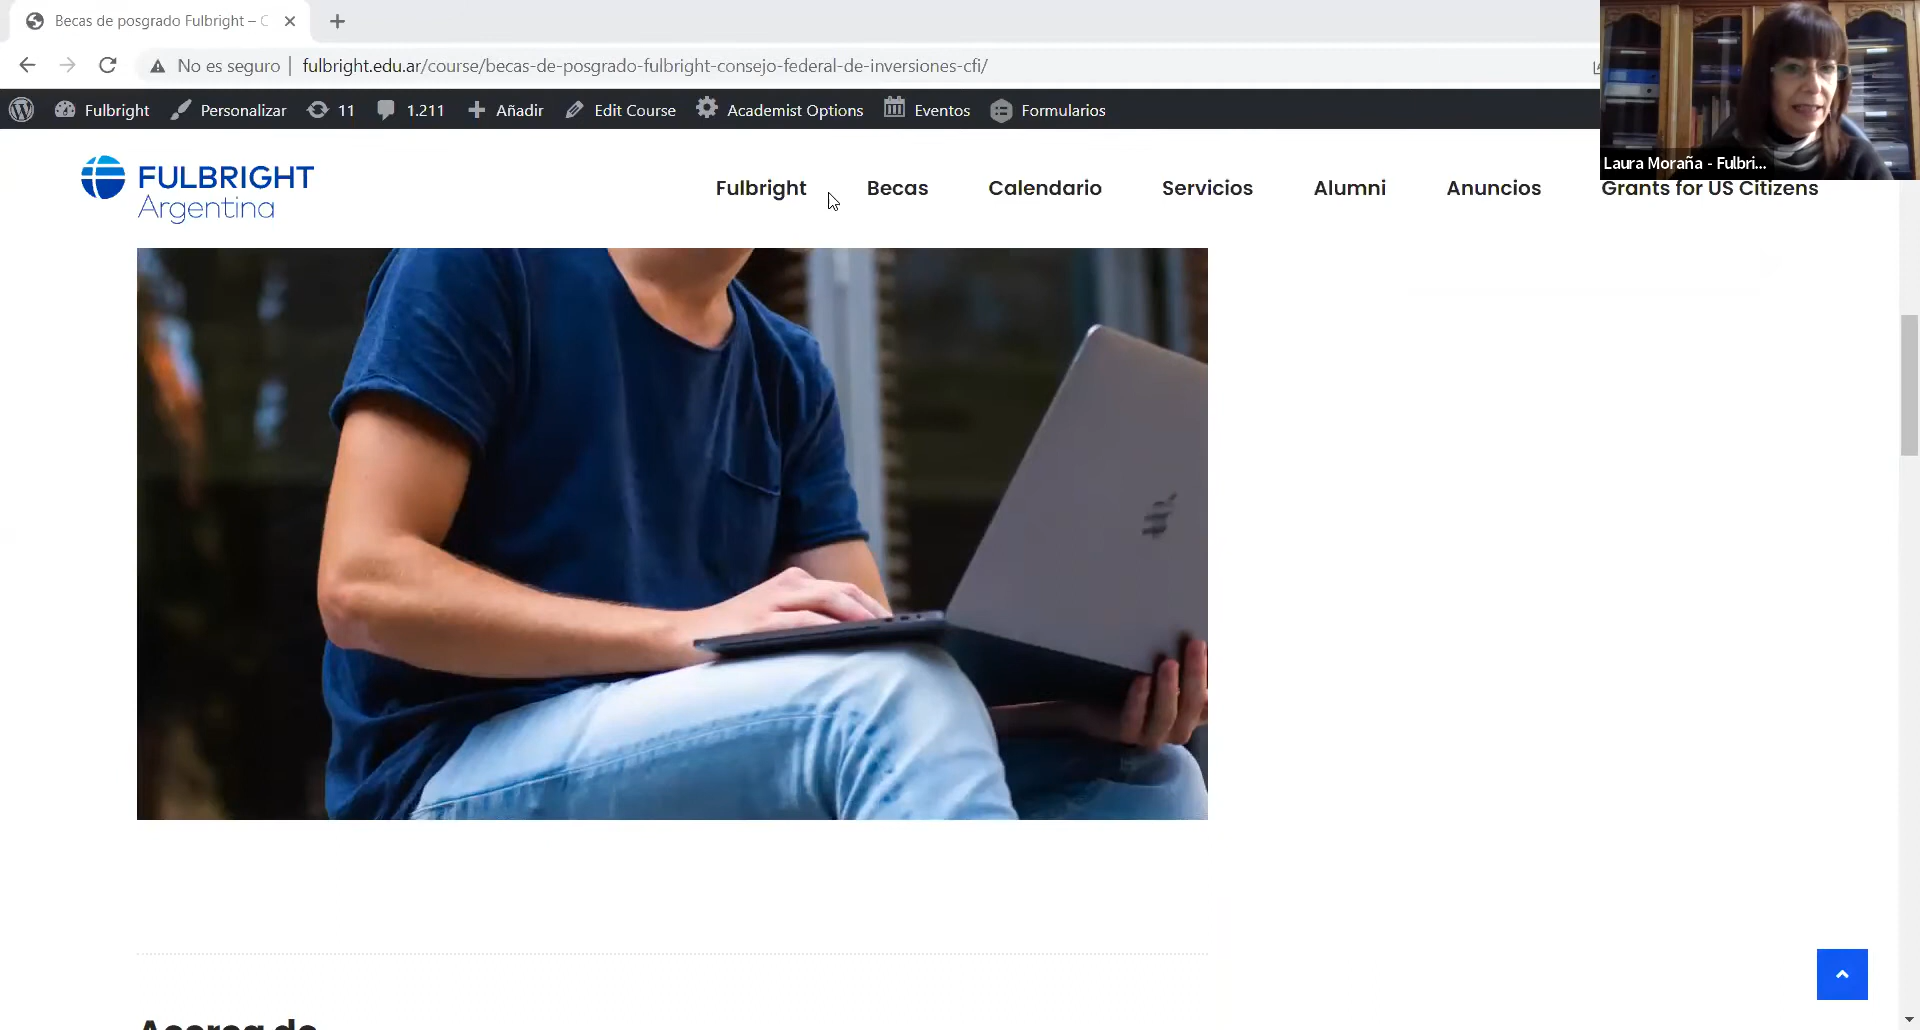 Becas de posgrado Fulbright – C
No es seguro
fulbright.edu.ar/course/becas-de-posgrado-fulbright-consejo-federal-de-inversiones-cfi/
Fulbright
Personalizar
11
1.211
Añadir
Edit Course
Academist Options
Eventos
Formularios
Laura Moraña - Fulbri...
FULBRIGHT
Argentina
Fulbright
Becas
Calendario
Servicios
Alumni
Anuncios
Grants for US Citizens
Acerca de